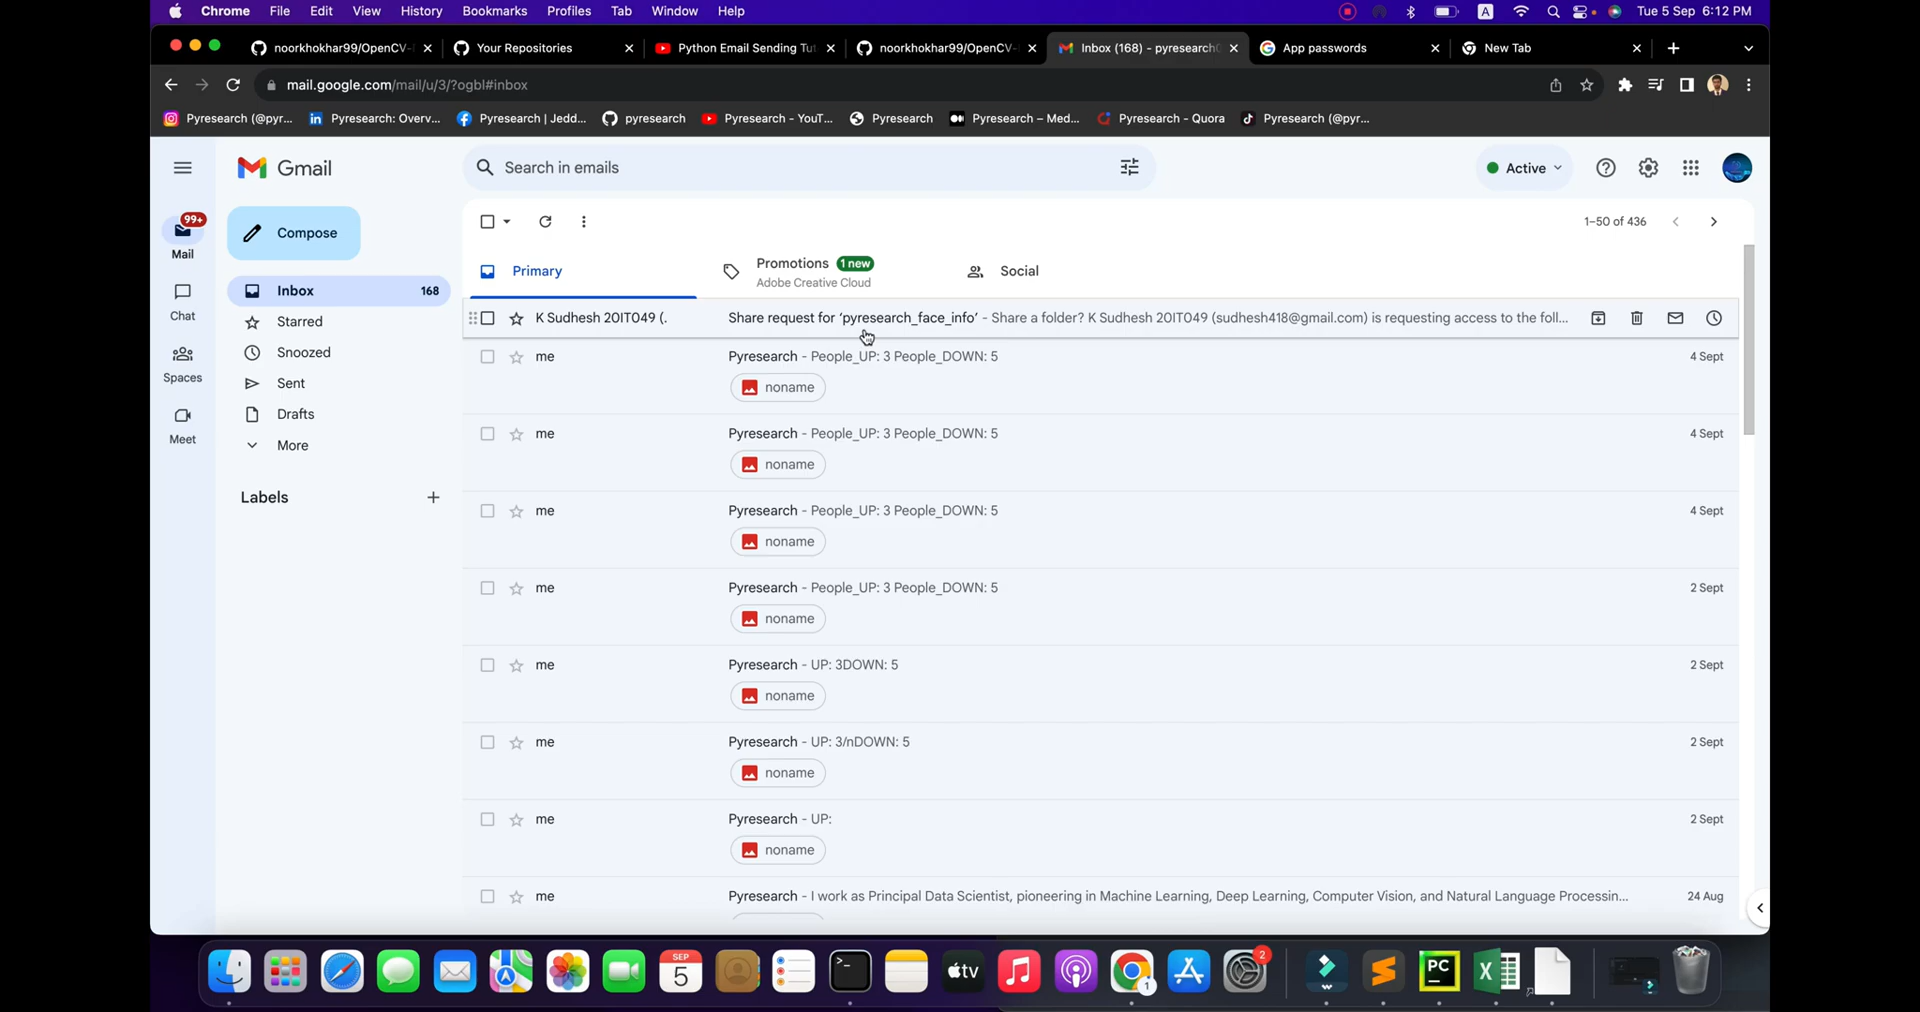 Chrome File Edit View History Bookmarks Profiles Tab Window Help A Tue 5 Sep 6:12 PM
noorkhokhar99/OpenCV- Your Repositories Python Email Sending Tut noorkhokhar99/OpenCV- Inbox (168) - pyresearch App passwords New Tab
mail.google.com/mail/u/3/?ogbl#inbox
Pyresearch (@pyr... Pyresearch: Overv... Pyresearch | Jedd... pyresearch Pyresearch - YouT... Pyresearch Pyresearch – Med... Pyresearch - Quora Pyresearch (@pyr...
Gmail Search in emails Active
99+
Mail
Chat
Spaces
Meet
Compose
Inbox 168
Starred
Snoozed
Sent
Drafts
More
Labels
1–50 of 436
Primary
Promotions 1 new
Adobe Creative Cloud
Social
K Sudhesh 20IT049 (. Share request for ‘pyresearch_face_info’ - Share a folder? K Sudhesh 20IT049 (sudhesh418@gmail.com) is requesting access to the foll...
me Pyresearch - People_UP: 3 People_DOWN: 5 4 Sept
noname
me Pyresearch - People_UP: 3 People_DOWN: 5 4 Sept
noname
me Pyresearch - People_UP: 3 People_DOWN: 5 4 Sept
noname
me Pyresearch - People_UP: 3 People_DOWN: 5 2 Sept
noname
me Pyresearch - UP: 3DOWN: 5 2 Sept
noname
me Pyresearch - UP: 3/nDOWN: 5 2 Sept
noname
me Pyresearch - UP: 2 Sept
noname
me Pyresearch - I work as Principal Data Scientist, pioneering in Machine Learning, Deep Learning, Computer Vision, and Natural Language Processin... 24 Aug
SEP
5
tv
1
2
PC
X